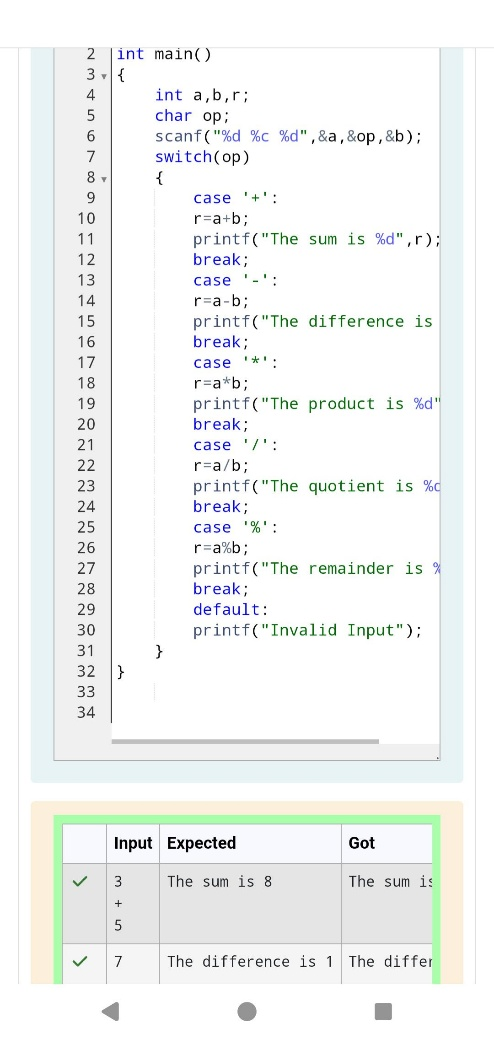 2 int main()
3 {
4 int a,b,r;
5 char op;
6 scanf("%d %c %d",&a,&op,&b);
7 switch(op)
8 {
9 case '+':
10 r=a+b;
11 printf("The sum is %d",r);
12 break;
13 case '-':
14 r=a-b;
15 printf("The difference is
16 break;
17 case '*':
18 r=a*b;
19 printf("The product is %d"
20 break;
21 case '/':
22 r=a/b;
23 printf("The quotient is %d
24 break;
25 case '%':
26 r=a%b;
27 printf("The remainder is %
28 break;
29 default:
30 printf("Invalid Input");
31 }
32 }
33
34
Input Expected Got
3 The sum is 8 The sum is
+
5
7 The difference is 1 The differ